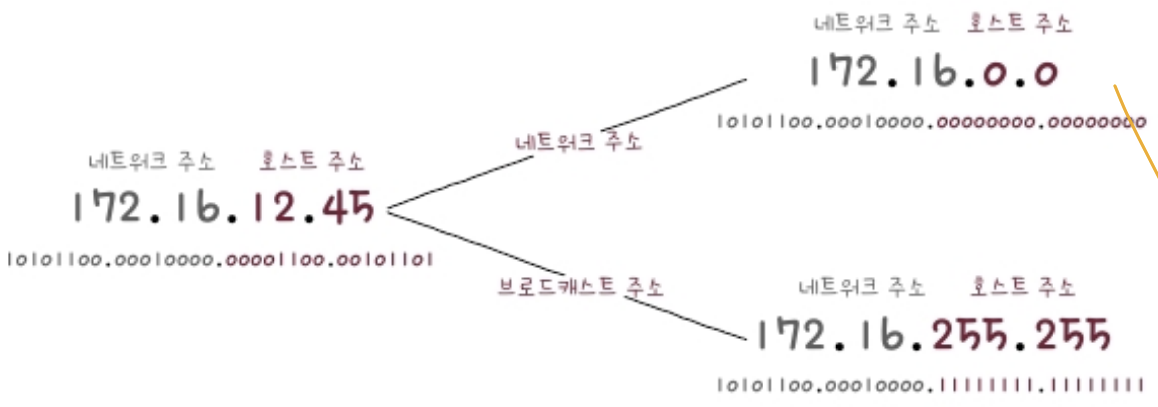 네트워크 주소 호스트 주소
172.16.0.0
10101100.00010000.00000000.00000000
네트워크 주소
네트워크 주소 호스트 주소
172.16.12.45
10101100.00010000.00001100.00101101
브로드캐스트 주소
네트워크 주소 호스트 주소
172.16.255.255
10101100.00010000.11111111.11111111